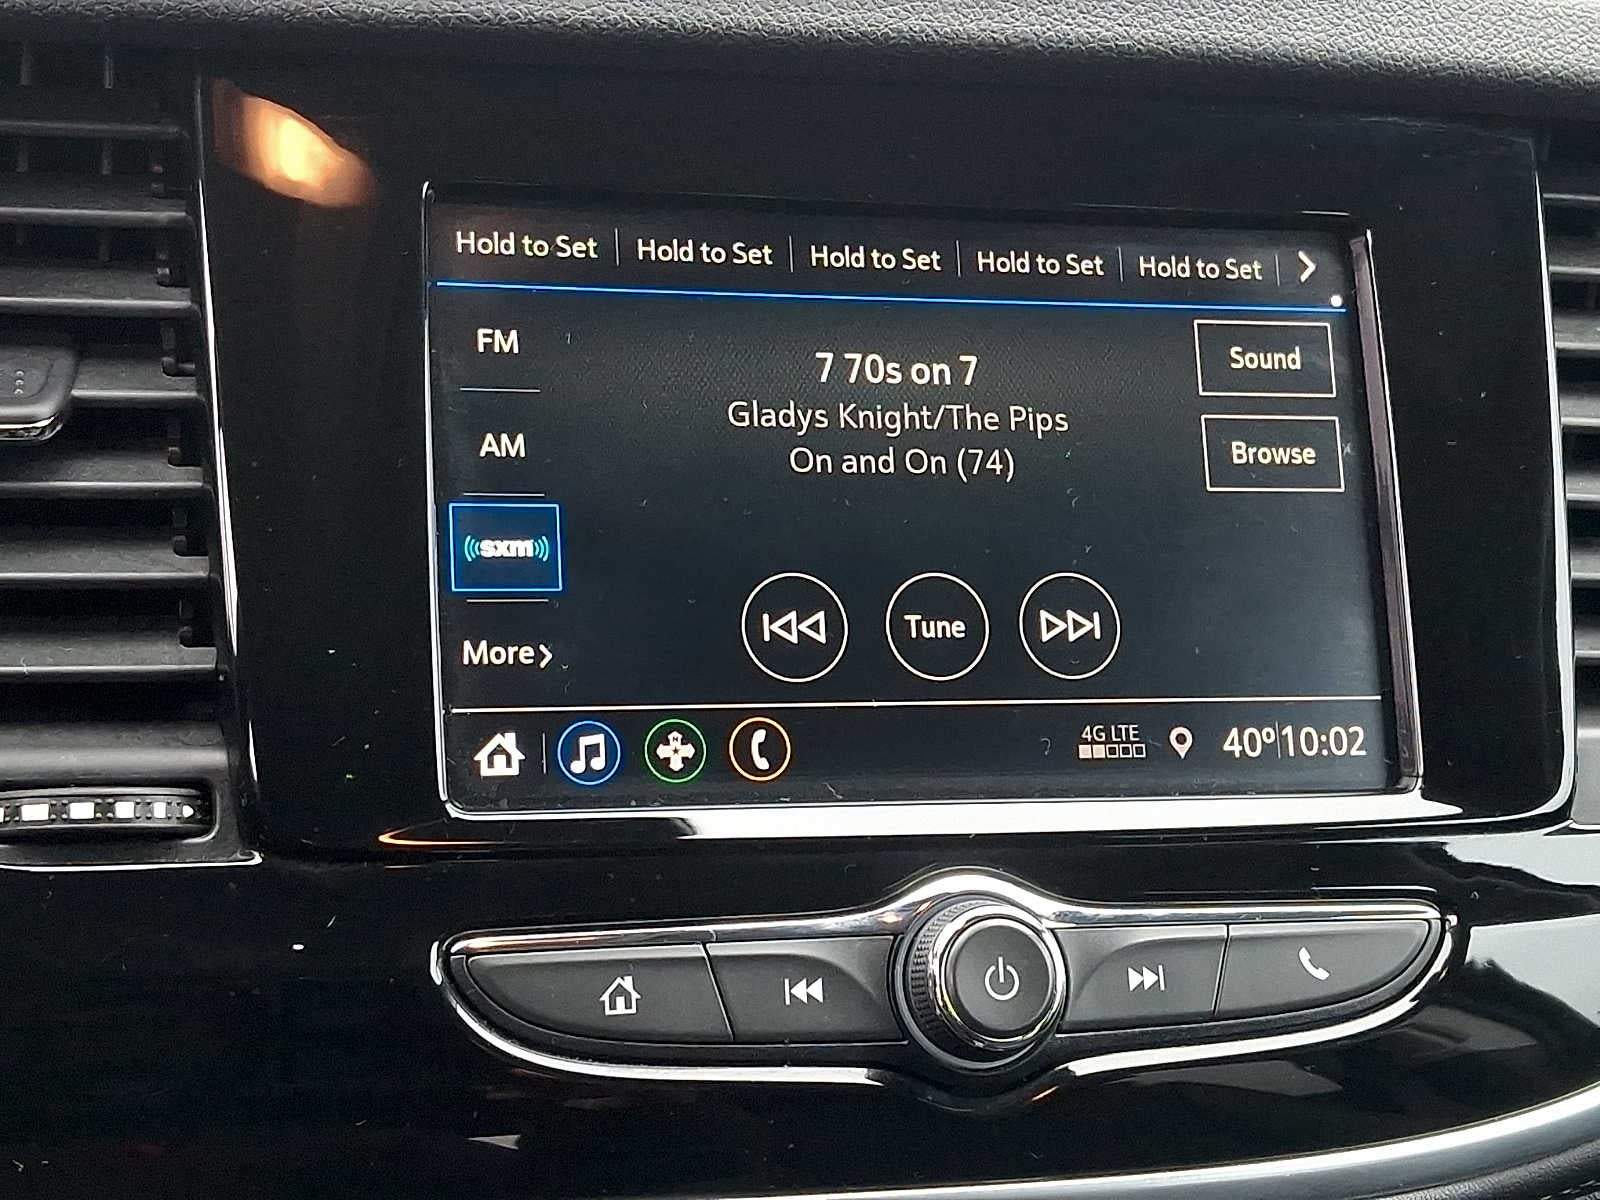 Hold to Set Hold to Set Hold to Set Hold to Set Hold to Set
FM
7 70s on 7
Sound
Gladys Knight/The Pips
AM
On and On (74)
Browse
sxm
Tune
More
4G LTE
40° 10:02